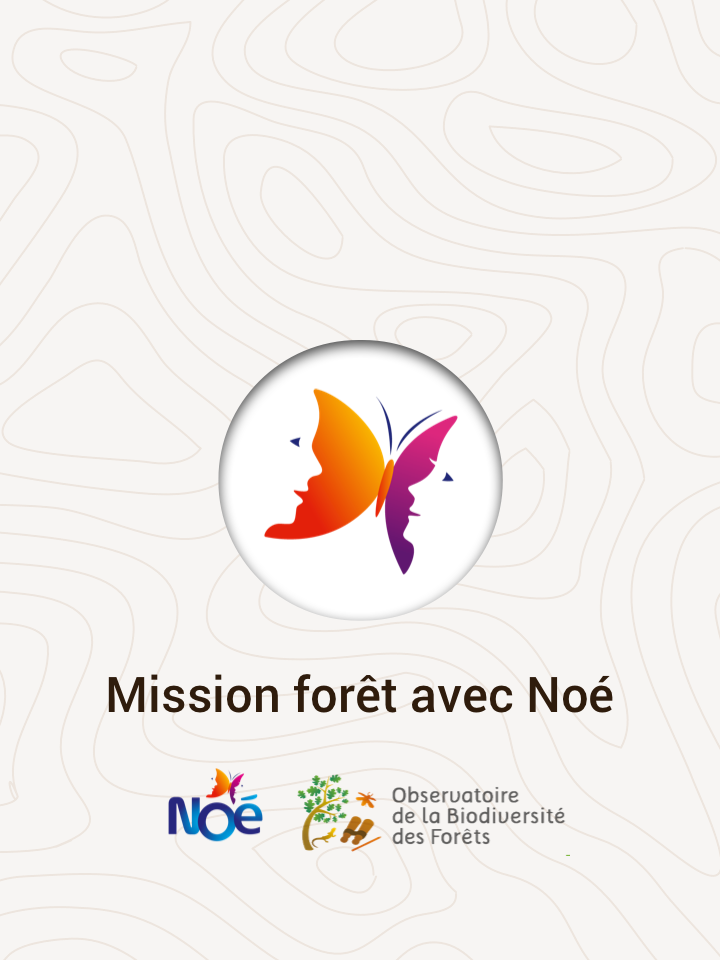 Mission forêt avec Noé
Noé
Observatoire
de la Biodiversité
des Forêts